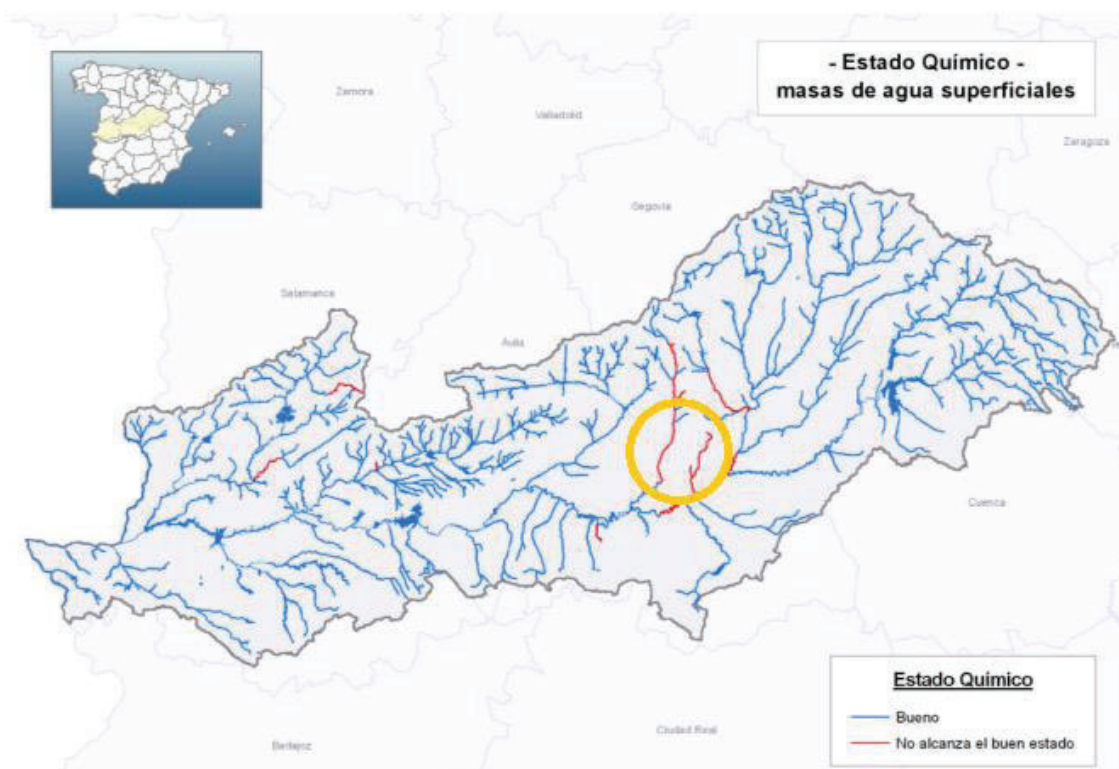 - Estado Químico -
masas de agua superficiales
Zamora
Valladolid
Zaragoza
Segovia
Salamanca
Ávila
Cuenca
Ciudad Real
Badajoz
Estado Químico
Bueno
No alcanza el buen estado